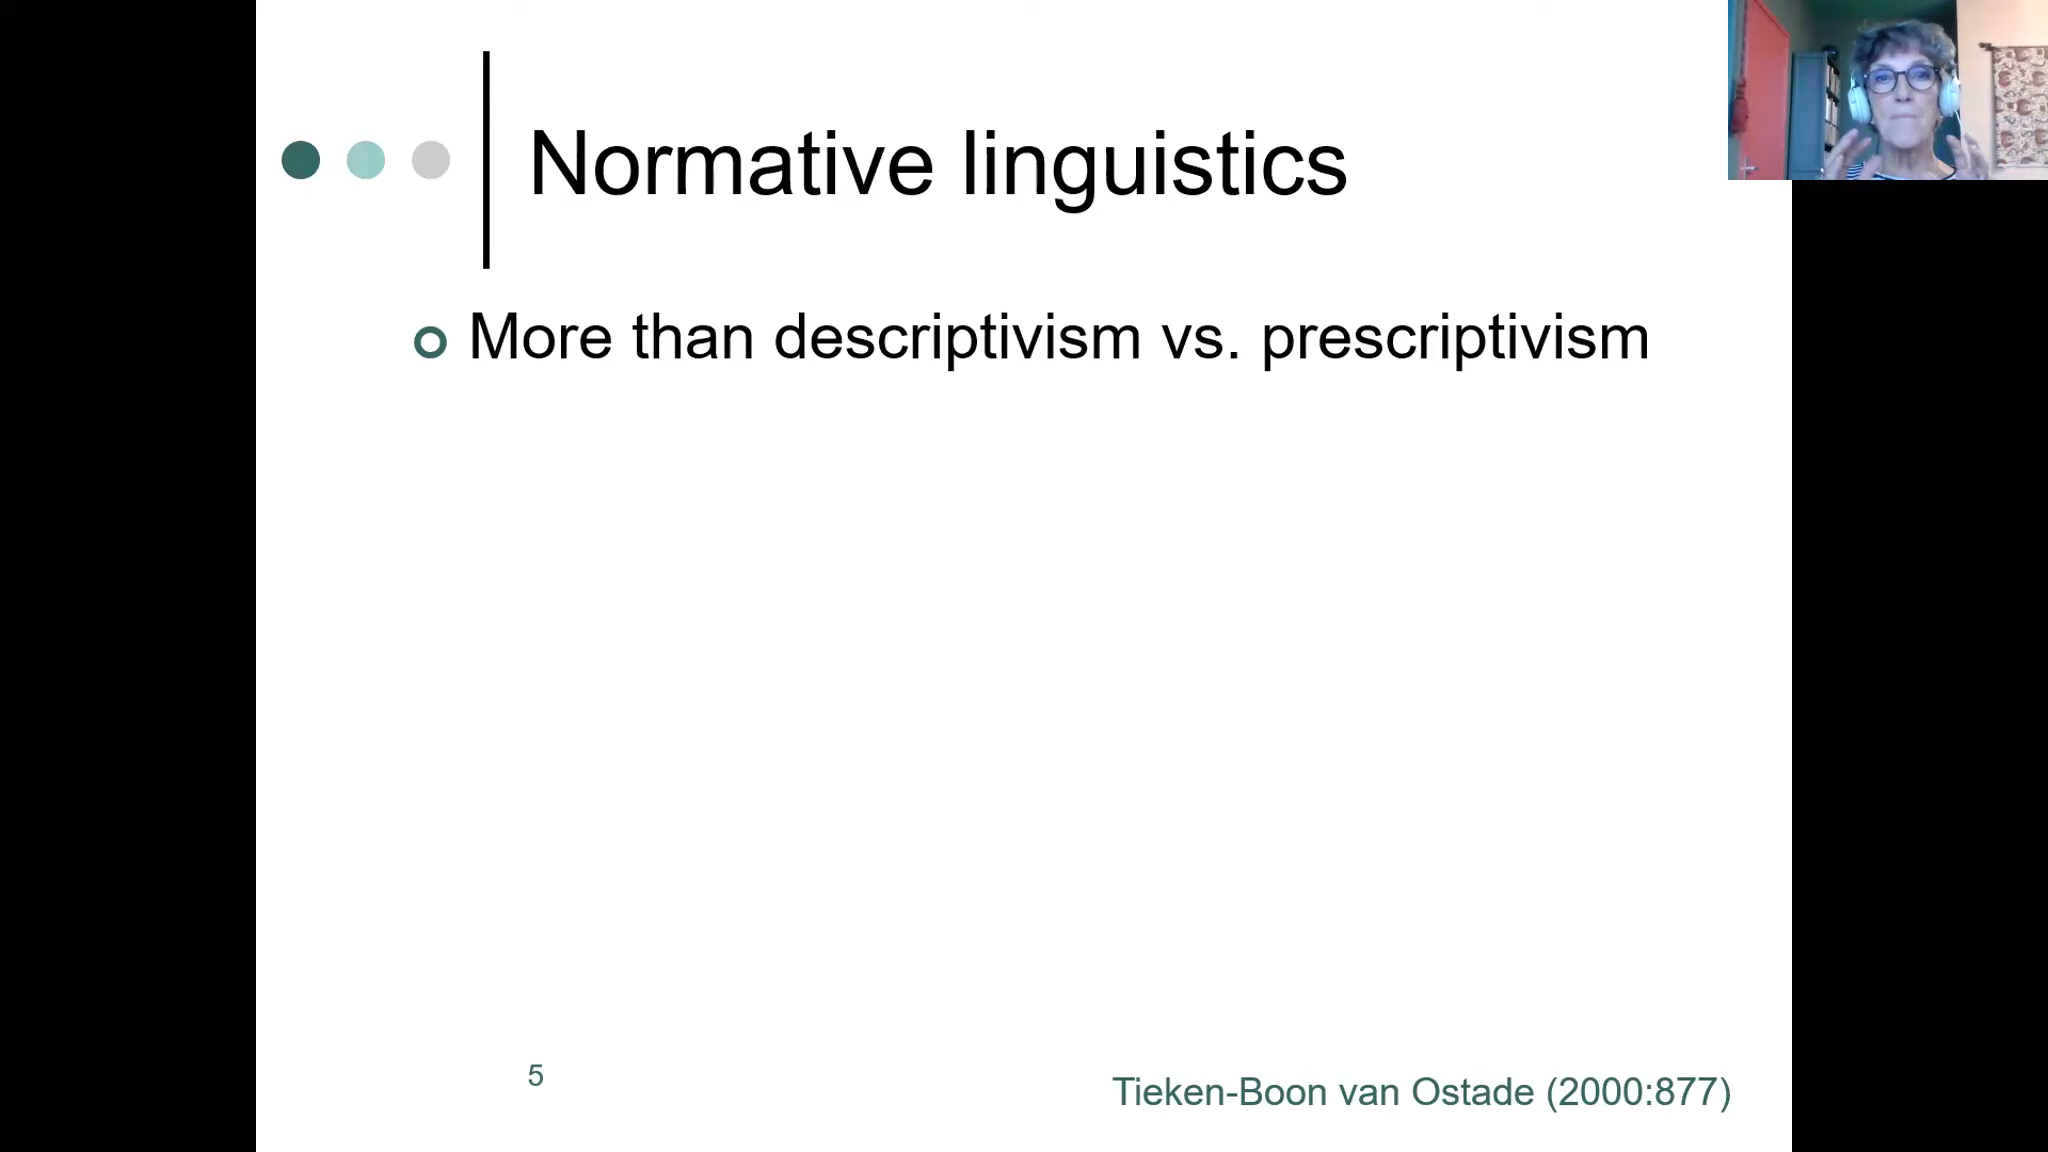 Normative linguistics
More than descriptivism vs. prescriptivism
5
Tieken-Boon van Ostade (2000:877)